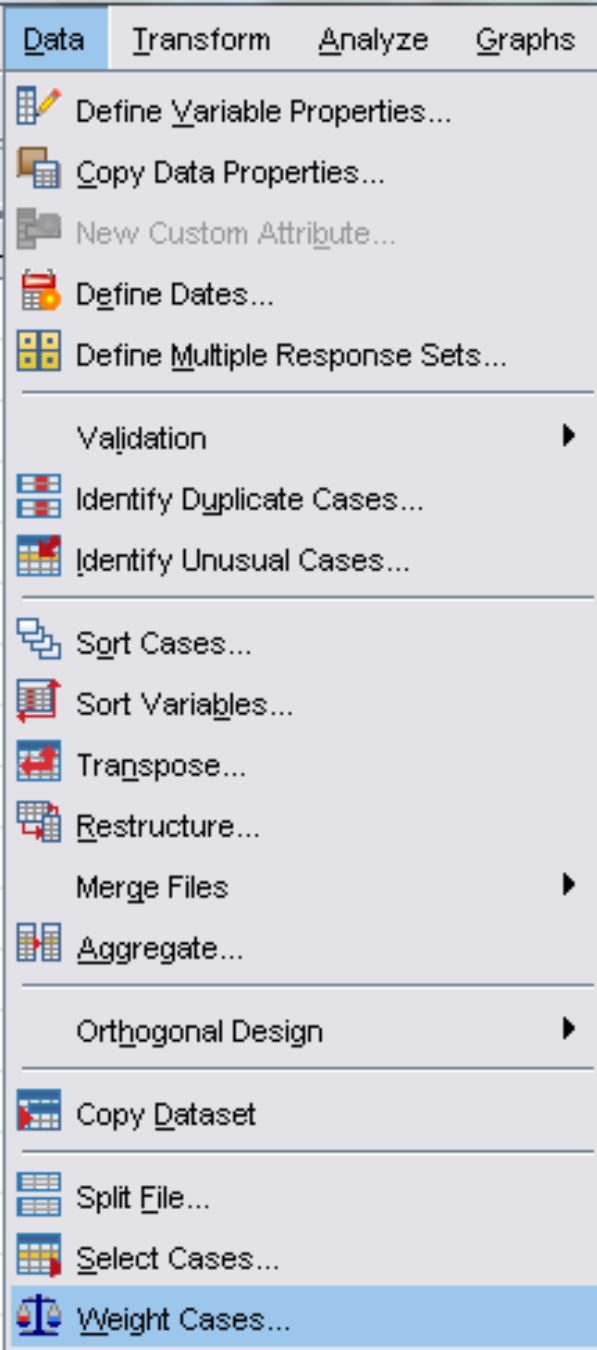 Data Transform Analyze Graphs
Define Variable Properties...
Copy Data Properties...
New Custom Attribute...
Define Dates...
Define Multiple Response Sets...
Validation
Identify Duplicate Cases...
Identify Unusual Cases...
Sort Cases...
Sort Variables...
Transpose...
Restructure...
Merge Files
Aggregate...
Orthogonal Design
Copy Dataset
Split File...
Select Cases...
Weight Cases...